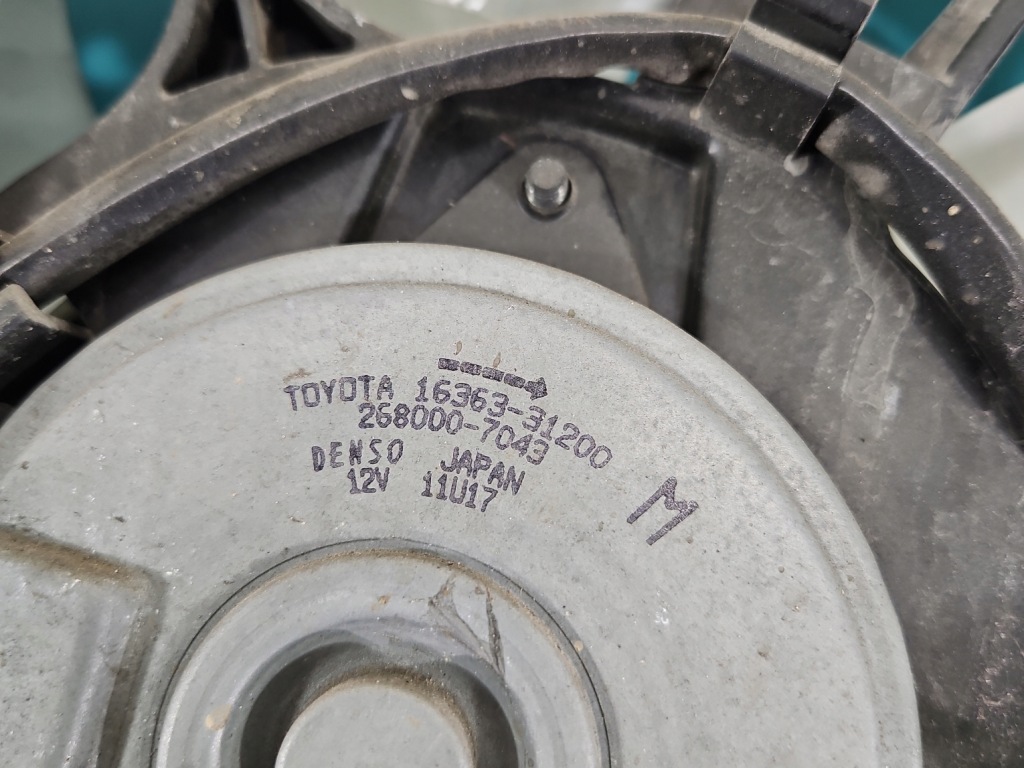 TOYOTA 16363-31200
268000-7043
DENSO JAPAN
12V 11U17
M